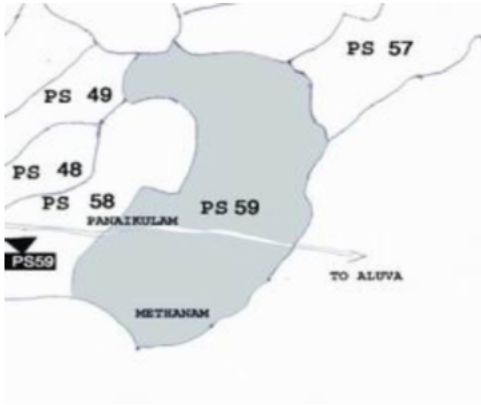 PS 57
PS 49
PS 48
PS 58
PS 59
PANAIKULAM
PS59
TO ALUVA
METHANAM